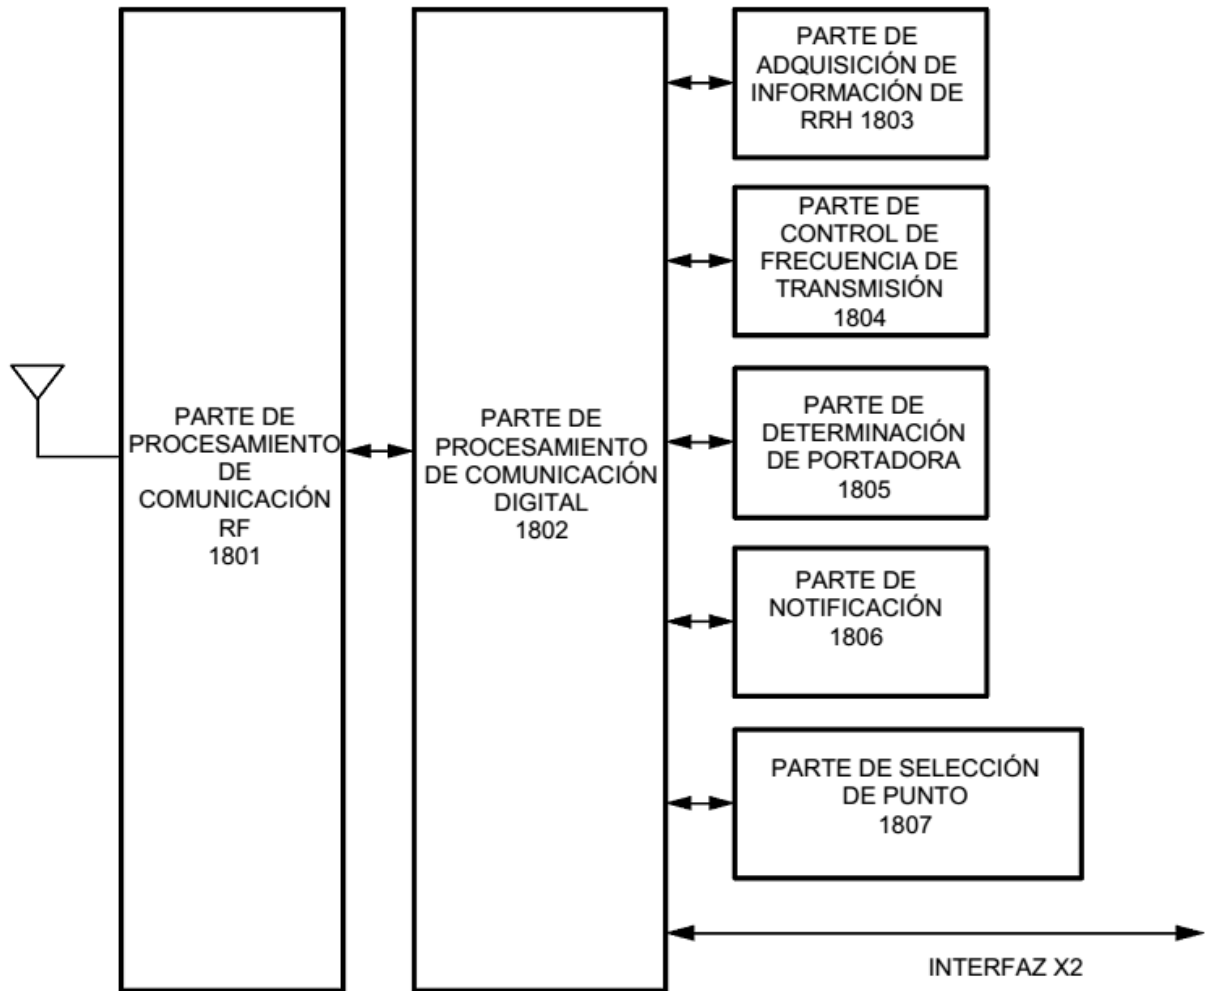 PARTE DE
PROCESAMIENTO
DE
COMUNICACIÓN
RF
1801
PARTE DE
PROCESAMIENTO
DE COMUNICACIÓN
DIGITAL
1802
PARTE DE
ADQUISICIÓN DE
INFORMACIÓN DE
RRH 1803
PARTE DE
CONTROL DE
FRECUENCIA DE
TRANSMISIÓN
1804
PARTE DE
DETERMINACIÓN
DE PORTADORA
1805
PARTE DE
NOTIFICACIÓN
1806
PARTE DE SELECCIÓN
DE PUNTO
1807
INTERFAZ X2